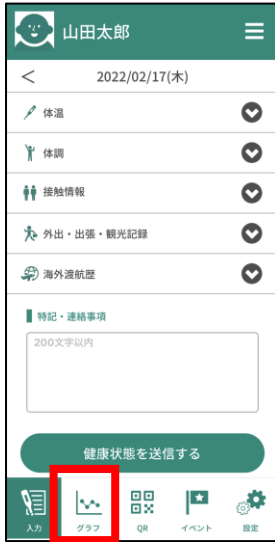 山田太郎
< 2022/02/17(木)
体温
体調
接触情報
外出・出張・観光記録
海外渡航歴
特記・連絡事項
200文字以内
健康状態を送信する
入力 グラフ QR イベント 設定